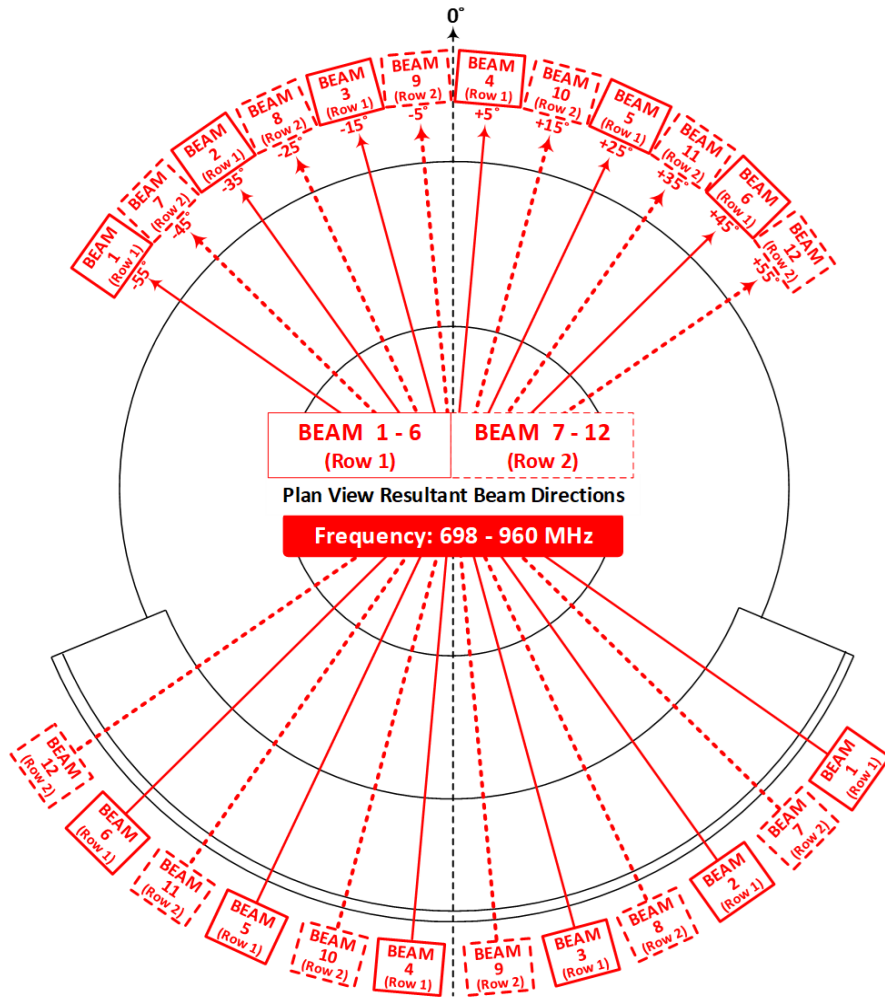 0°
BEAM
1
(Row 1)
-55°
BEAM
7
(Row 2)
-45°
BEAM
2
(Row 1)
-35°
BEAM
8
(Row 2)
-25°
BEAM
3
(Row 1)
-15°
BEAM
9
(Row 2)
-5°
BEAM
4
(Row 1)
+5°
BEAM
10
(Row 2)
+15°
BEAM
5
(Row 1)
+25°
BEAM
11
(Row 2)
+35°
BEAM
6
(Row 1)
+45°
BEAM
12
(Row 2)
+55°
BEAM 1 - 6
(Row 1)
BEAM 7 - 12
(Row 2)
Plan View Resultant Beam Directions
Frequency: 698 - 960 MHz
BEAM
12
(Row 2)
BEAM
6
(Row 1)
BEAM
11
(Row 2)
BEAM
5
(Row 1)
BEAM
10
(Row 2)
BEAM
4
(Row 1)
BEAM
9
(Row 2)
BEAM
3
(Row 1)
BEAM
8
(Row 2)
BEAM
2
(Row 1)
BEAM
7
(Row 2)
BEAM
1
(Row 1)